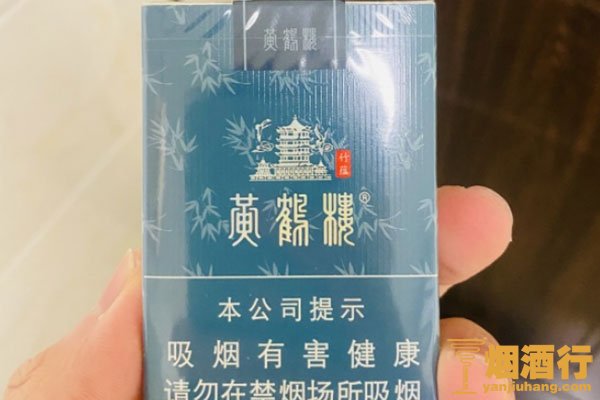 黄鹤楼
竹蕴
黄鹤楼®
本公司提示
吸烟有害健康
请勿在禁烟场所吸烟
烟酒行
yanjiuhang.com